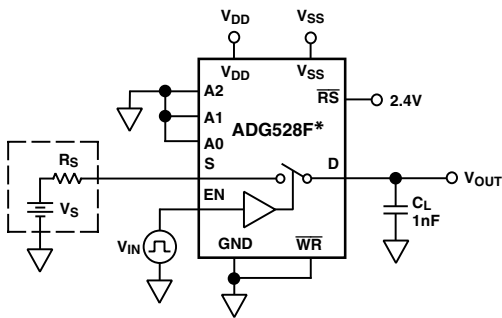 VDD VSS
VDD VSS
A2
RS 2.4V
A1
ADG528F*
A0
S D
RS
VOUT
EN
CL
1nF
VS
VIN
GND WR